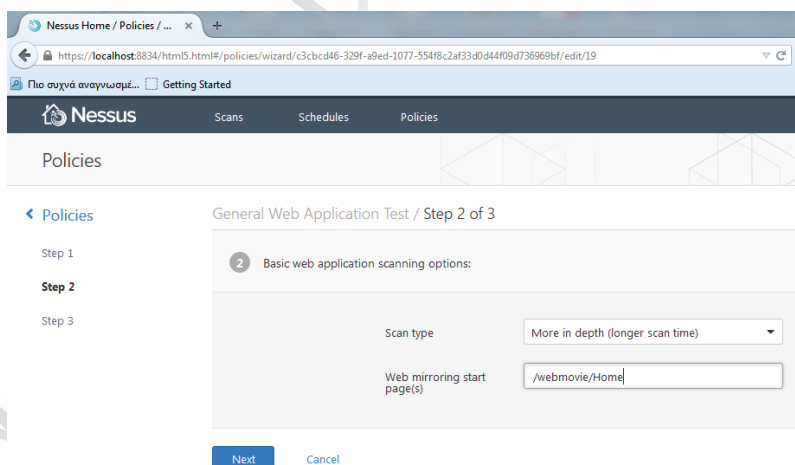 Nessus Home / Policies / ... × +
https://localhost:8834/html5.html#/policies/wizard/c3cbcd46-329f-a9ed-1077-554f8c2af33d0d44f09d736969bf/edit/19
Πιο συχνά αναγνωσμέ... Getting Started
Nessus Scans Schedules Policies
Policies
Policies General Web Application Test / Step 2 of 3
Step 1
2 Basic web application scanning options:
Step 2
Step 3
Scan type More in depth (longer scan time)
Web mirroring start page(s) /webmovie/Home
Next Cancel